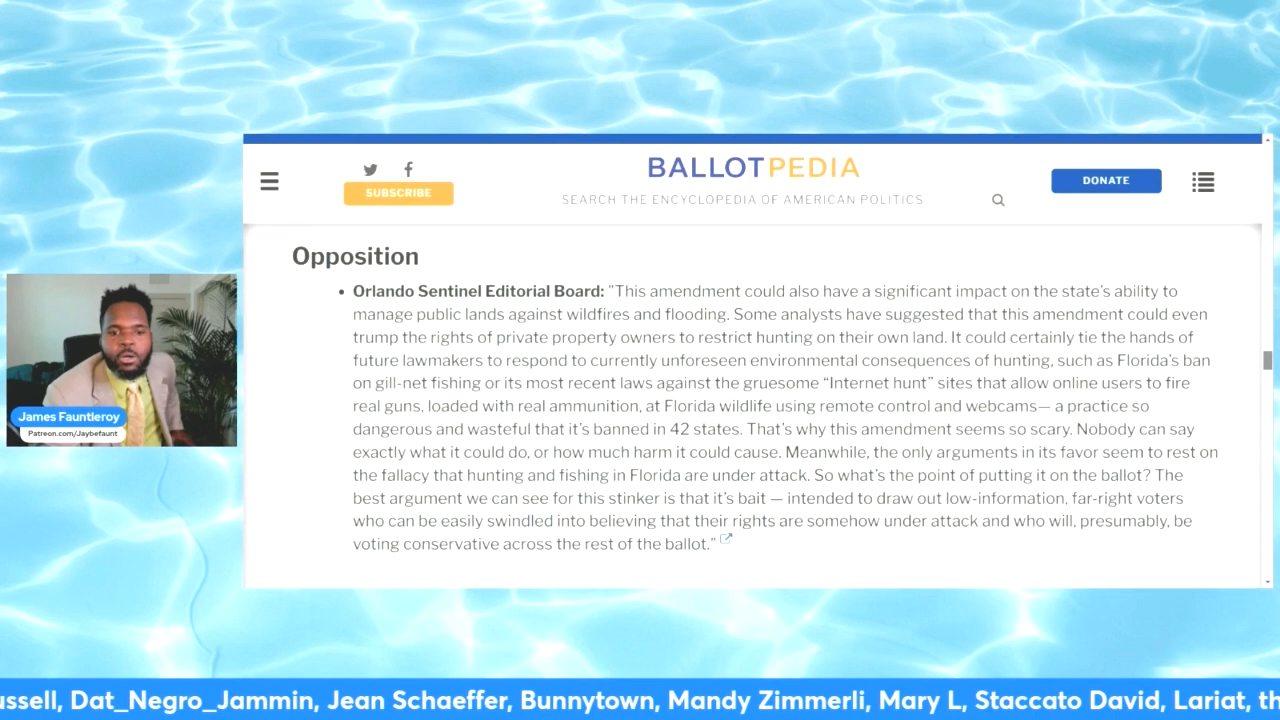 BALLOTPEDIA
SUBSCRIBE
SEARCH THE ENCYCLOPEDIA OF AMERICAN POLITICS
DONATE
Opposition
• Orlando Sentinel Editorial Board: "This amendment could also have a significant impact on the state's ability to
manage public lands against wildfires and flooding. Some analysts have suggested that this amendment could even
trump the rights of private property owners to restrict hunting on their own land. It could certainly tie the hands of
future lawmakers to respond to currently unforeseen environmental consequences of hunting, such as Florida's ban
on gill-net fishing or its most recent laws against the gruesome “Internet hunt” sites that allow online users to fire
real guns, loaded with real ammunition, at Florida wildlife using remote control and webcams— a practice so
dangerous and wasteful that it's banned in 42 states. That's why this amendment seems so scary. Nobody can say
exactly what it could do, or how much harm it could cause. Meanwhile, the only arguments in its favor seem to rest on
the fallacy that hunting and fishing in Florida are under attack. So what's the point of putting it on the ballot? The
best argument we can see for this stinker is that it's bait — intended to draw out low-information, far-right voters
who can be easily swindled into believing that their rights are somehow under attack and who will, presumably, be
voting conservative across the rest of the ballot."
James Fauntleroy
Patreon.com/Jaybefaunt
ussell, Dat_Negro_Jammin, Jean Schaeffer, Bunnytown, Mandy Zimmerli, Mary L, Staccato David, Lariat, th